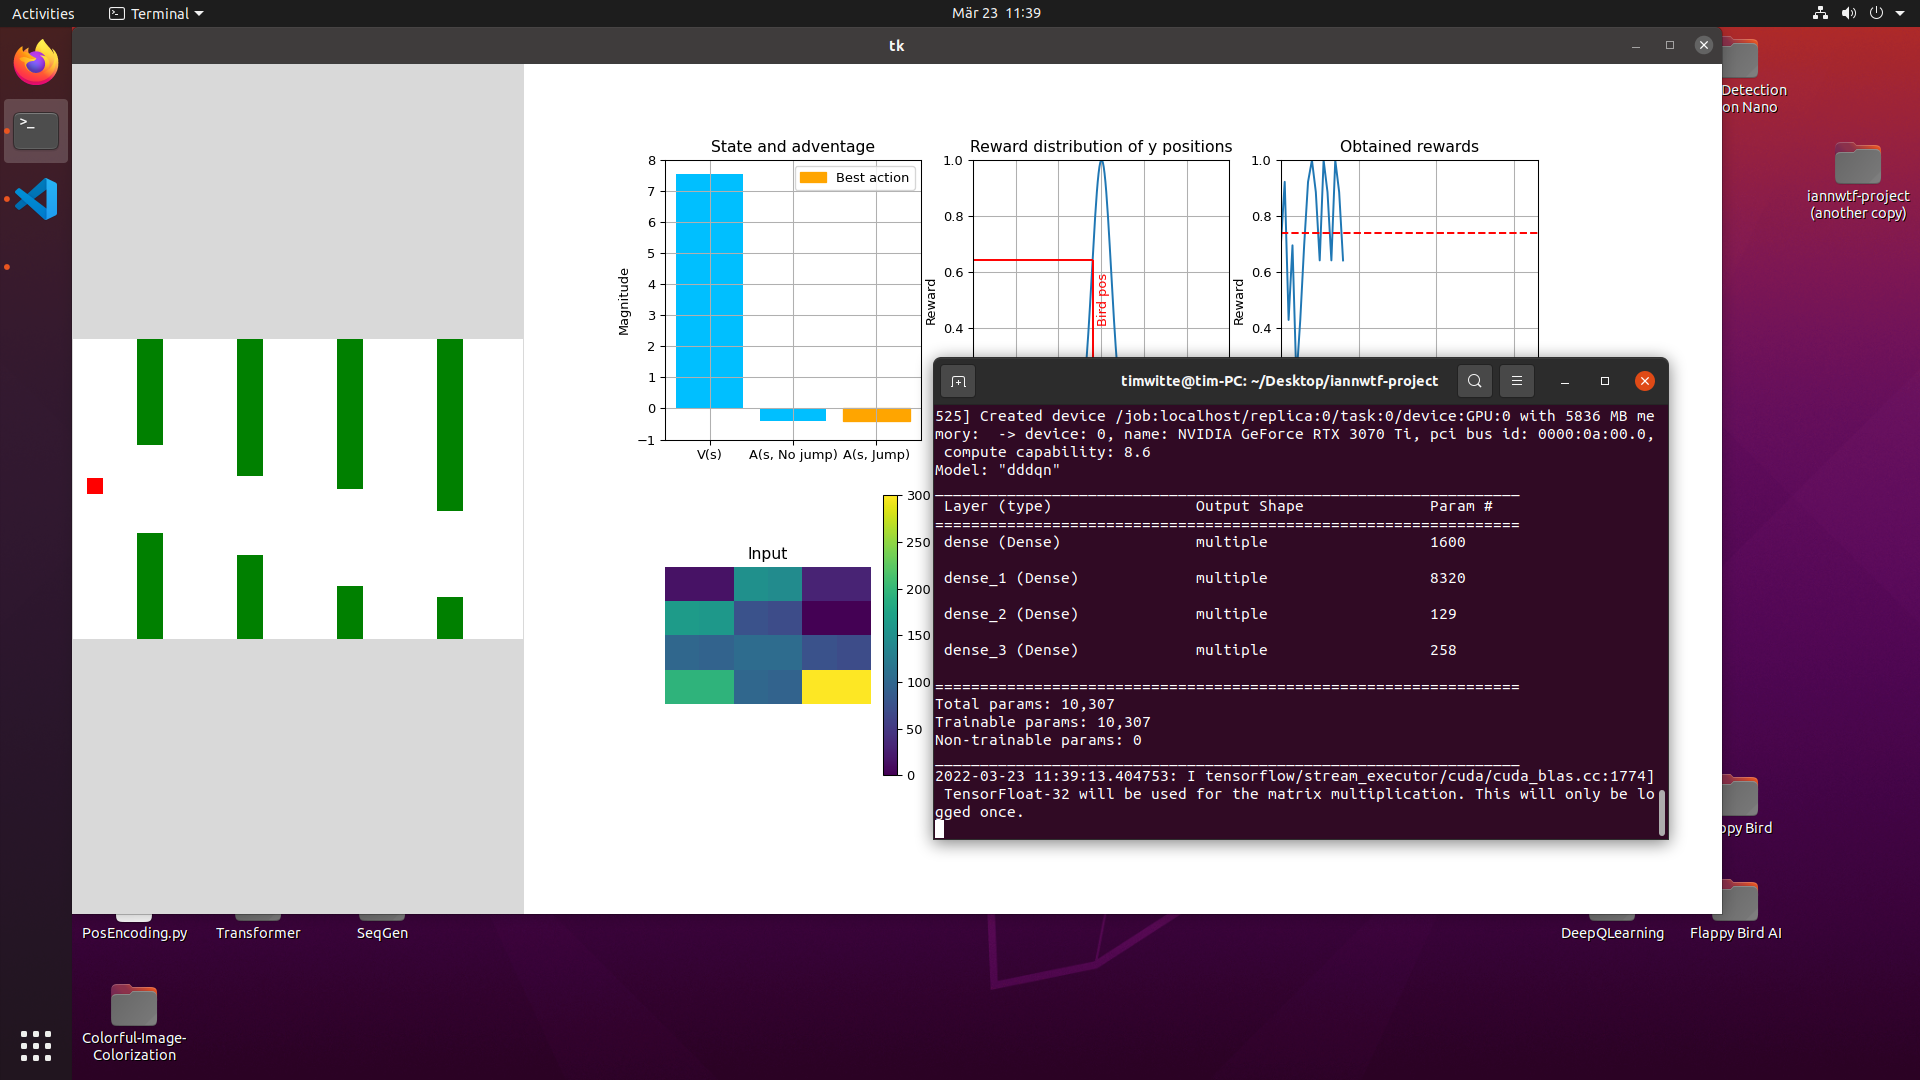 Activities
Terminal
Mär 23 11:39
tk
State and adventage
8
7
6
5
4
3
2
1
0
−1
Magnitude
Best action
V(s)
A(s, No jump)
A(s, Jump)
Reward distribution of y positions
1.0
0.8
0.6
0.4
Reward
Bird pos
Obtained rewards
1.0
0.8
0.6
0.4
Reward
Input
300
250
200
150
100
50
0
timwitte@tim-PC: ~/Desktop/iannwtf-project
525] Created device /job:localhost/replica:0/task:0/device:GPU:0 with 5836 MB me
mory:  -> device: 0, name: NVIDIA GeForce RTX 3070 Ti, pci bus id: 0000:0a:00.0,
 compute capability: 8.6
Model: "dddqn"
_________________________________________________________________
 Layer (type)                Output Shape              Param #
=================================================================
 dense (Dense)               multiple                  1600
 dense_1 (Dense)             multiple                  8320
 dense_2 (Dense)             multiple                  129
 dense_3 (Dense)             multiple                  258
=================================================================
Total params: 10,307
Trainable params: 10,307
Non-trainable params: 0
_________________________________________________________________
2022-03-23 11:39:13.404753: I tensorflow/stream_executor/cuda/cuda_blas.cc:1774]
 TensorFloat-32 will be used for the matrix multiplication. This will only be lo
gged once.
Detection
on Nano
iannwtf-project
(another copy)
ppy Bird
PosEncoding.py
Transformer
SeqGen
DeepQLearning
Flappy Bird AI
Colorful-Image-
Colorization